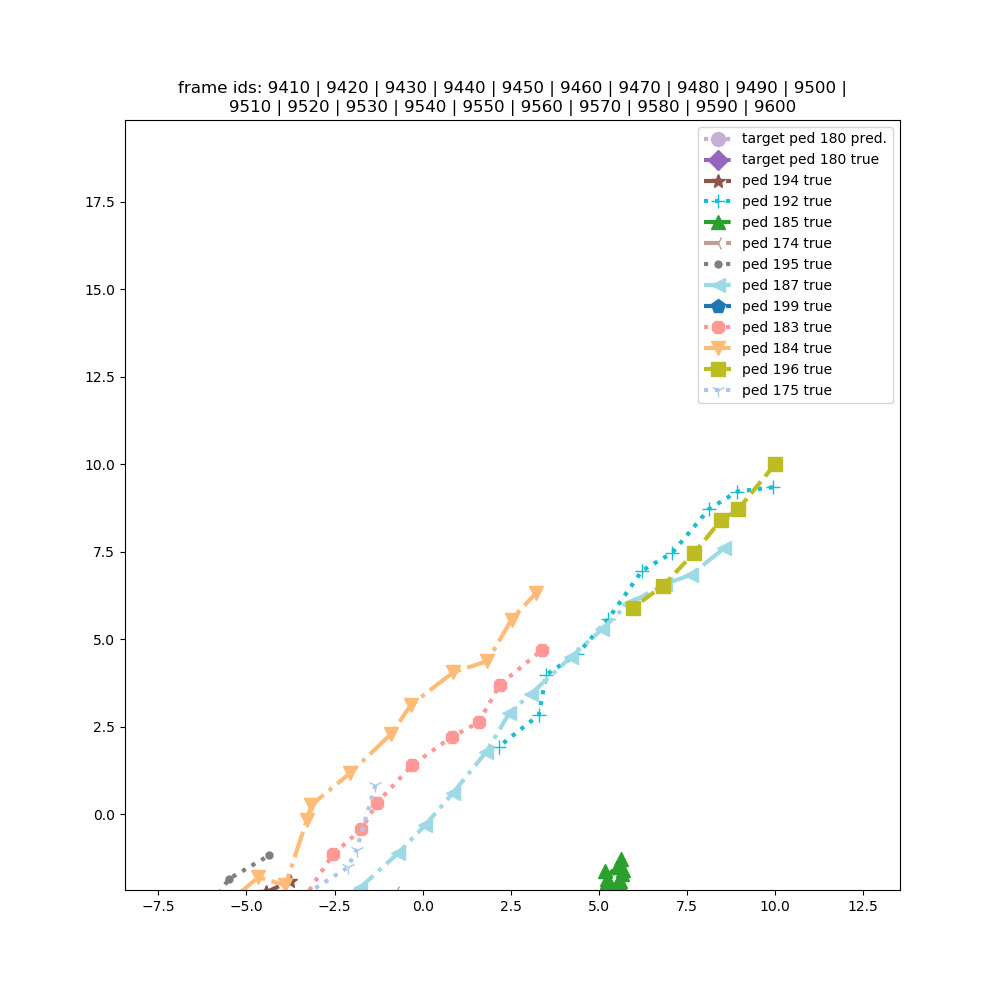 frame ids: 9410 | 9420 | 9430 | 9440 | 9450 | 9460 | 9470 | 9480 | 9490 | 9500 |
9510 | 9520 | 9530 | 9540 | 9550 | 9560 | 9570 | 9580 | 9590 | 9600
target ped 180 pred.
target ped 180 true
ped 194 true
ped 192 true
ped 185 true
ped 174 true
ped 195 true
ped 187 true
ped 199 true
ped 183 true
ped 184 true
ped 196 true
ped 175 true
17.5
15.0
12.5
10.0
7.5
5.0
2.5
0.0
−7.5 −5.0 −2.5 0.0 2.5 5.0 7.5 10.0 12.5